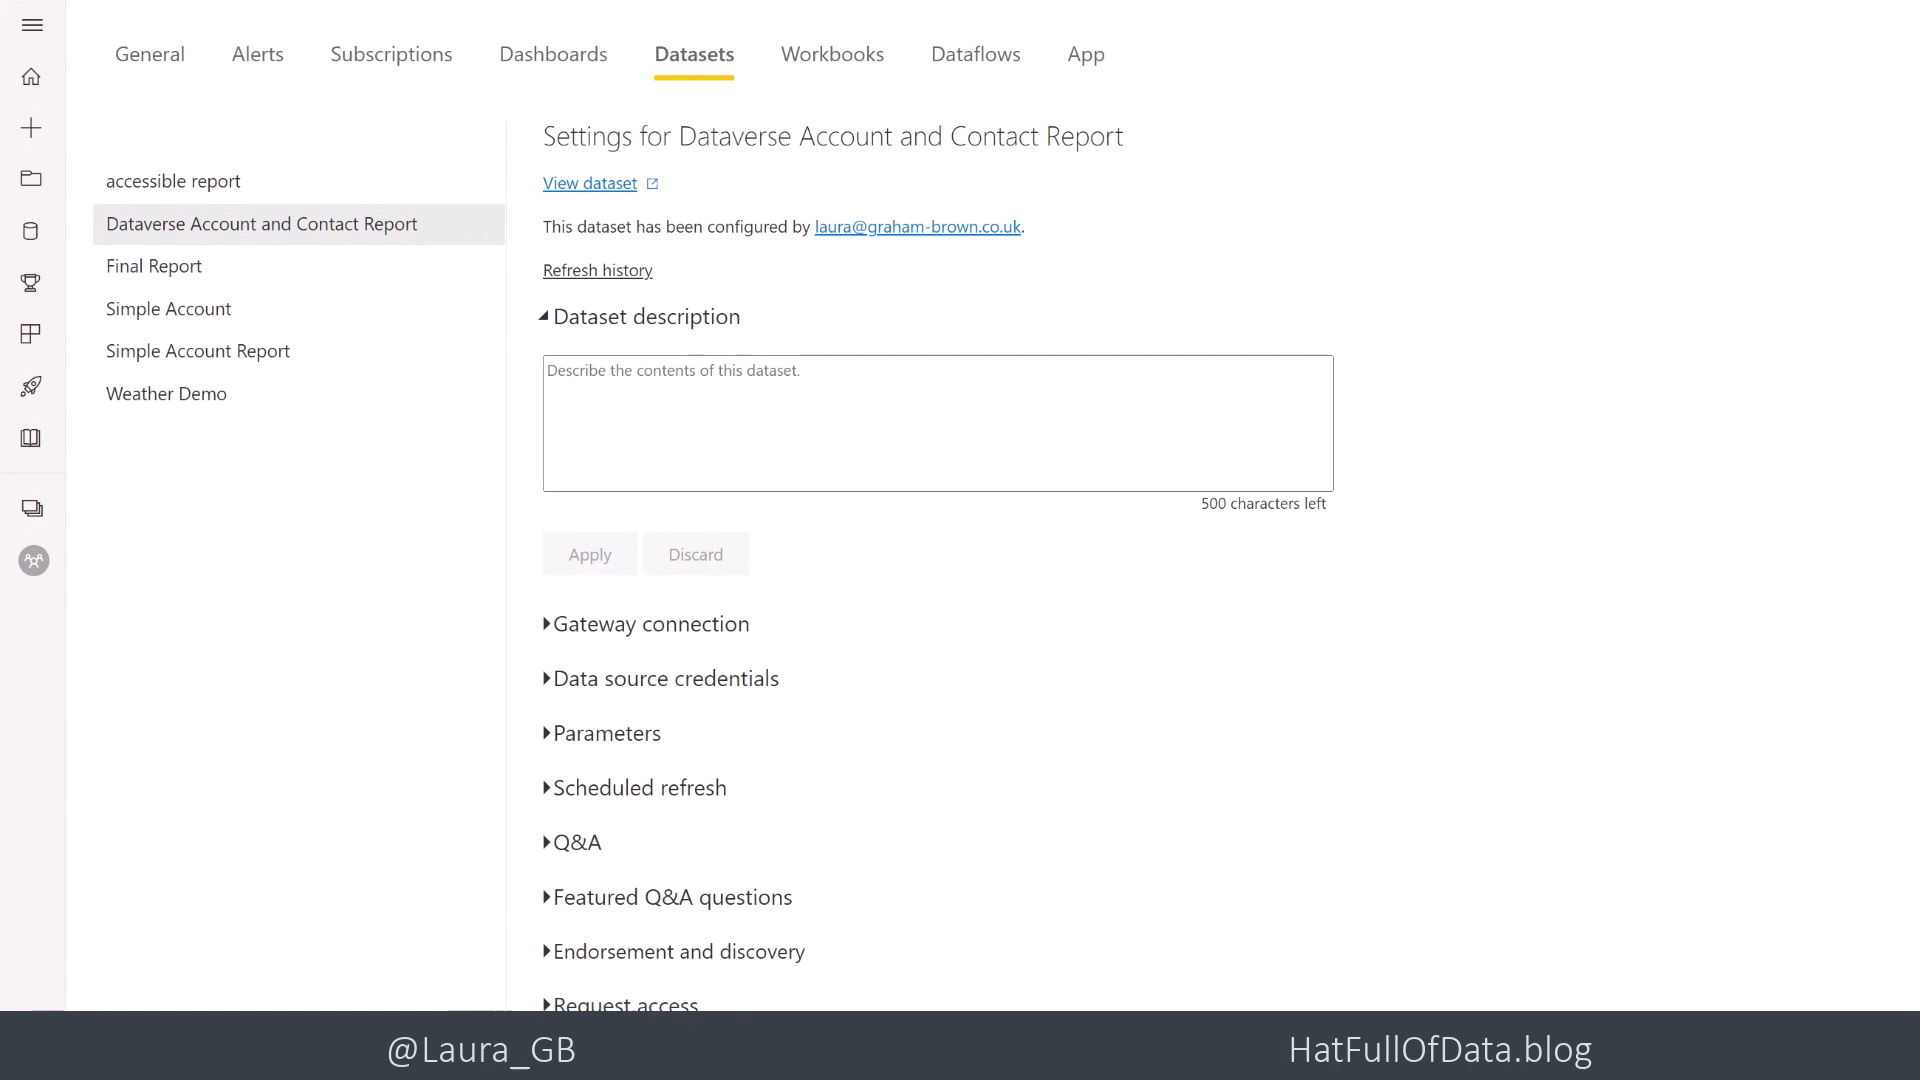 General Alerts Subscriptions Dashboards Datasets Workbooks Dataflows App
accessible report
Dataverse Account and Contact Report
Final Report
Simple Account
Simple Account Report
Weather Demo
Settings for Dataverse Account and Contact Report
View dataset
This dataset has been configured by laura@graham-brown.co.uk.
Refresh history
Dataset description
Describe the contents of this dataset.
500 characters left
Apply Discard
Gateway connection
Data source credentials
Parameters
Scheduled refresh
Q&A
Featured Q&A questions
Endorsement and discovery
Request access
@Laura_GB HatFullOfData.blog